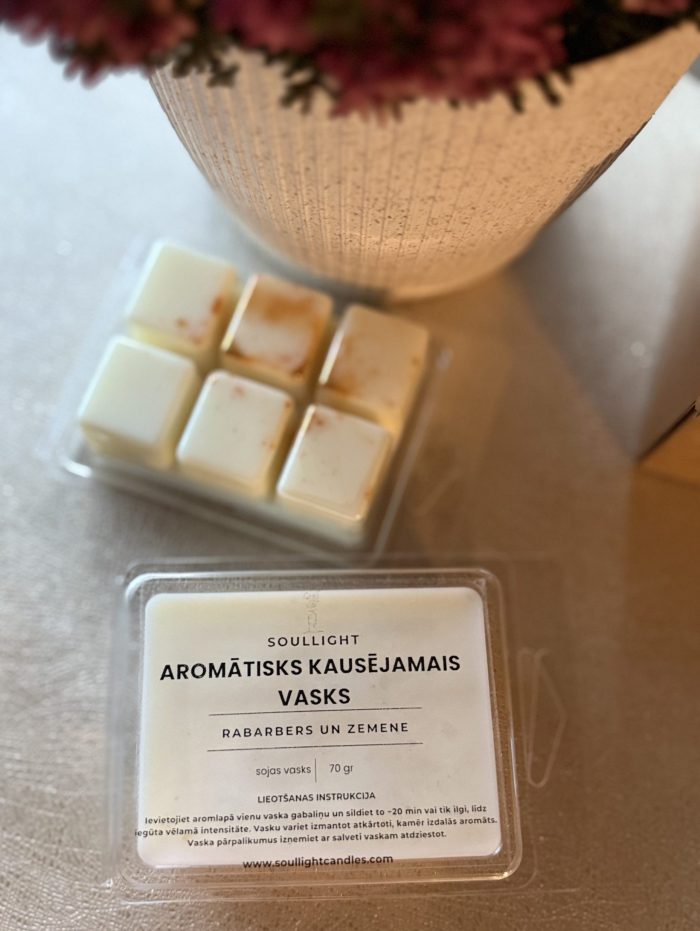 SOULLIGHT
AROMĀTISKS KAUSĒJAMAIS
VASKS
RABARBERS UN ZEMENE
sojas vasks | 70 gr
LIEOTŠANAS INSTRUKCIJA
Ievietojiet aromlapā vienu vaska gabaliņu un sildiet to ~20 min vai tik ilgi, līdz
iegūta vēlamā intensitāte. Vasku variet izmantot atkārtoti, kamēr izdalās aromāts.
Vaska pārpalikumus izņemiet ar salveti vaskam atdziestot.
www.soullightcandles.com